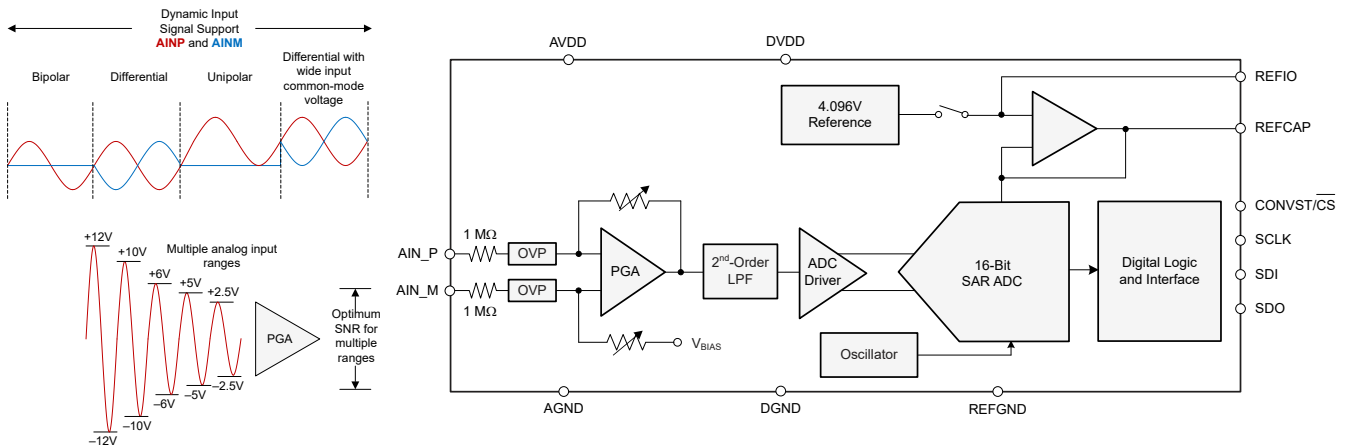 Dynamic Input
Signal Support
AINP and AINM
Bipolar
Differential
Unipolar
Differential with
wide input
common-mode
voltage
+12V
+10V
+6V
+5V
+2.5V
Multiple analog input
ranges
PGA
Optimum
SNR for
multiple
ranges
–2.5V
–5V
–6V
–10V
–12V
AVDD
DVDD
4.096V
Reference
REFIO
REFCAP
CONVST/C̅S̅
SCLK
SDI
SDO
AIN_P
1 MΩ
OVP
AIN_M
1 MΩ
OVP
PGA
VBIAS
2nd-Order
LPF
ADC
Driver
16-Bit
SAR ADC
Digital Logic
and Interface
Oscillator
AGND
DGND
REFGND